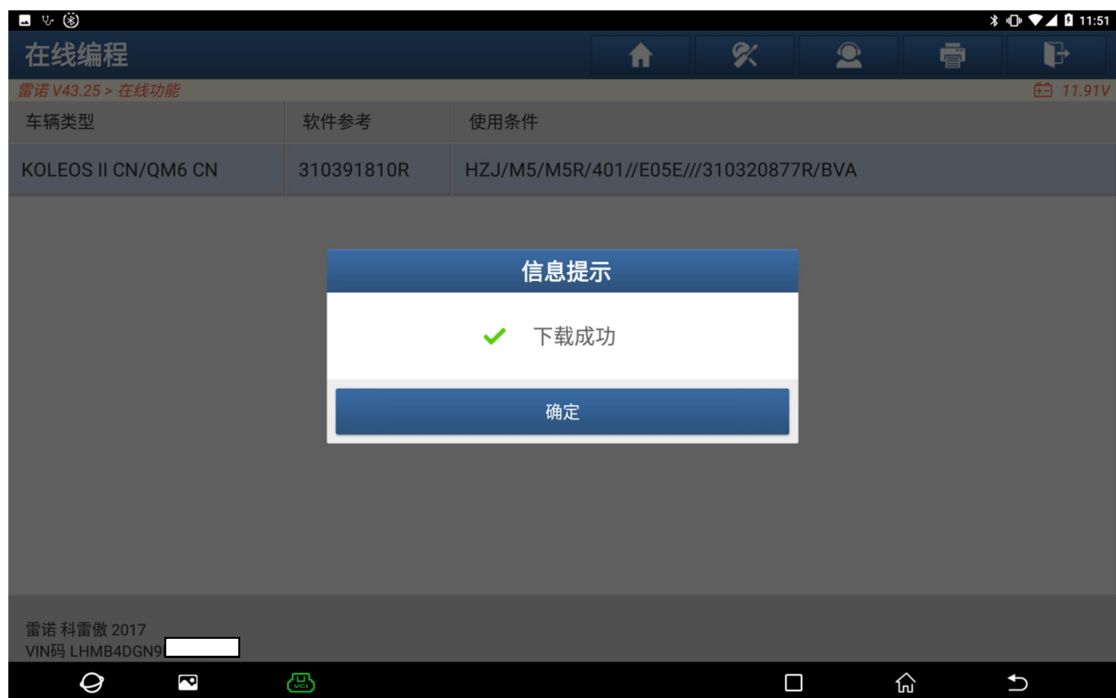 11:51
在线编程
雷诺 V43.25 > 在线功能 11.91V
车辆类型 软件参考 使用条件
KOLEOS II CN/QM6 CN 310391810R HZJ/M5/M5R/401//E05E///310320877R/BVA
信息提示
下载成功
确定
雷诺 科雷傲 2017
VIN码 LHMB4DGN9
VCI